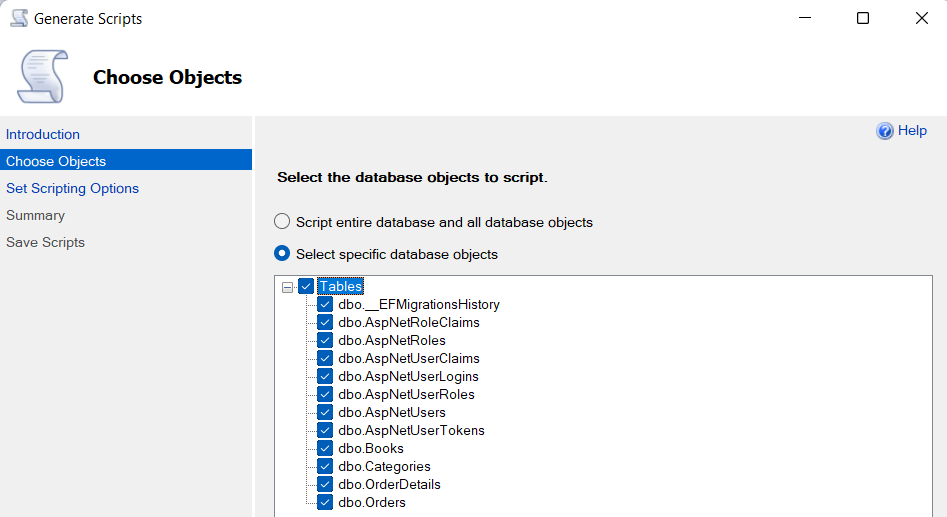 Generate Scripts
Choose Objects
Introduction
Choose Objects
Set Scripting Options
Summary
Save Scripts
Help
Select the database objects to script.
Script entire database and all database objects
Select specific database objects
Tables
dbo.__EFMigrationsHistory
dbo.AspNetRoleClaims
dbo.AspNetRoles
dbo.AspNetUserClaims
dbo.AspNetUserLogins
dbo.AspNetUserRoles
dbo.AspNetUsers
dbo.AspNetUserTokens
dbo.Books
dbo.Categories
dbo.OrderDetails
dbo.Orders